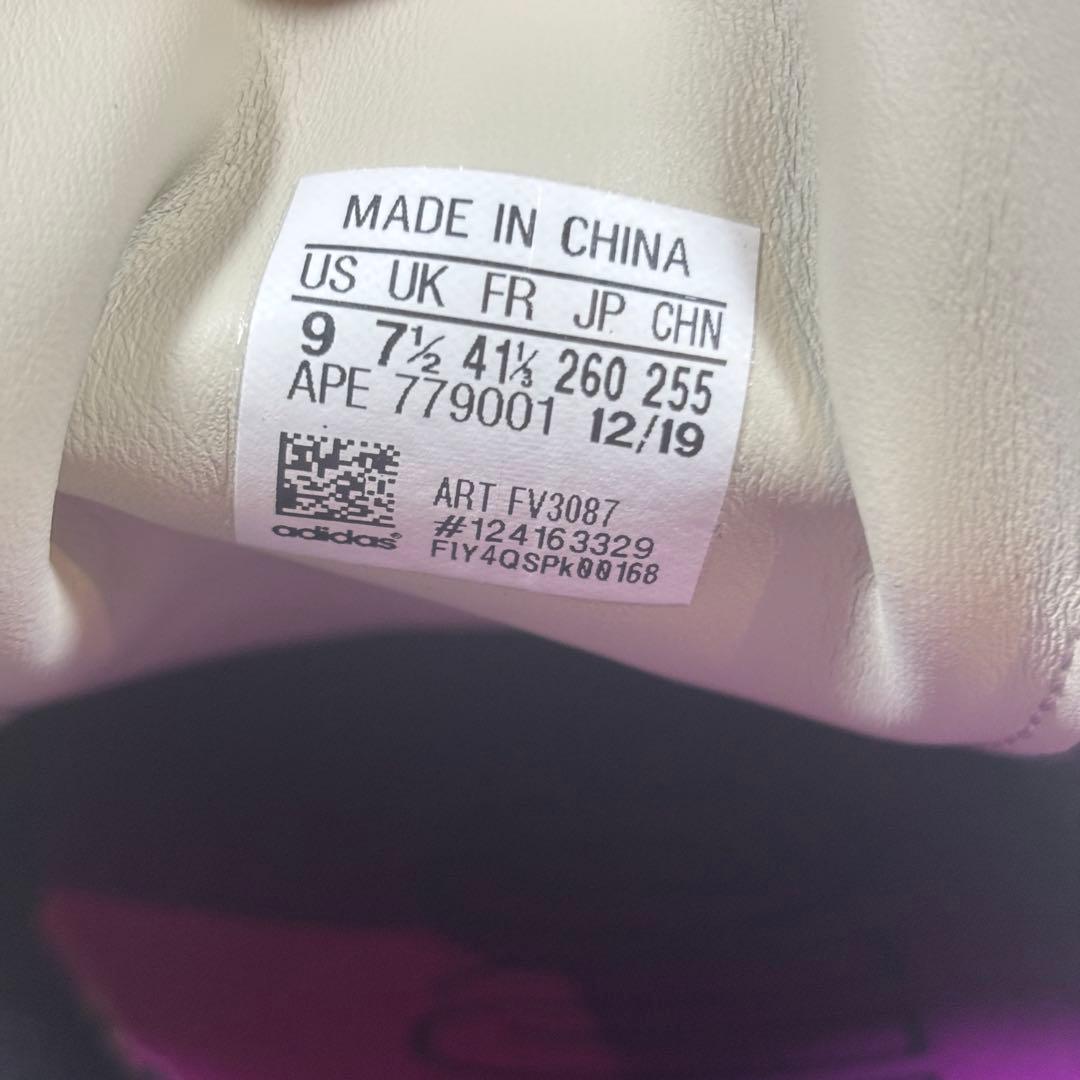 MADE IN CHINA
US UK FR JP CHN
9 7½ 41⅓ 260 255
APE 779001 12/19
ART FV3087
#124163329
FlY4QSPk00168
adidas®